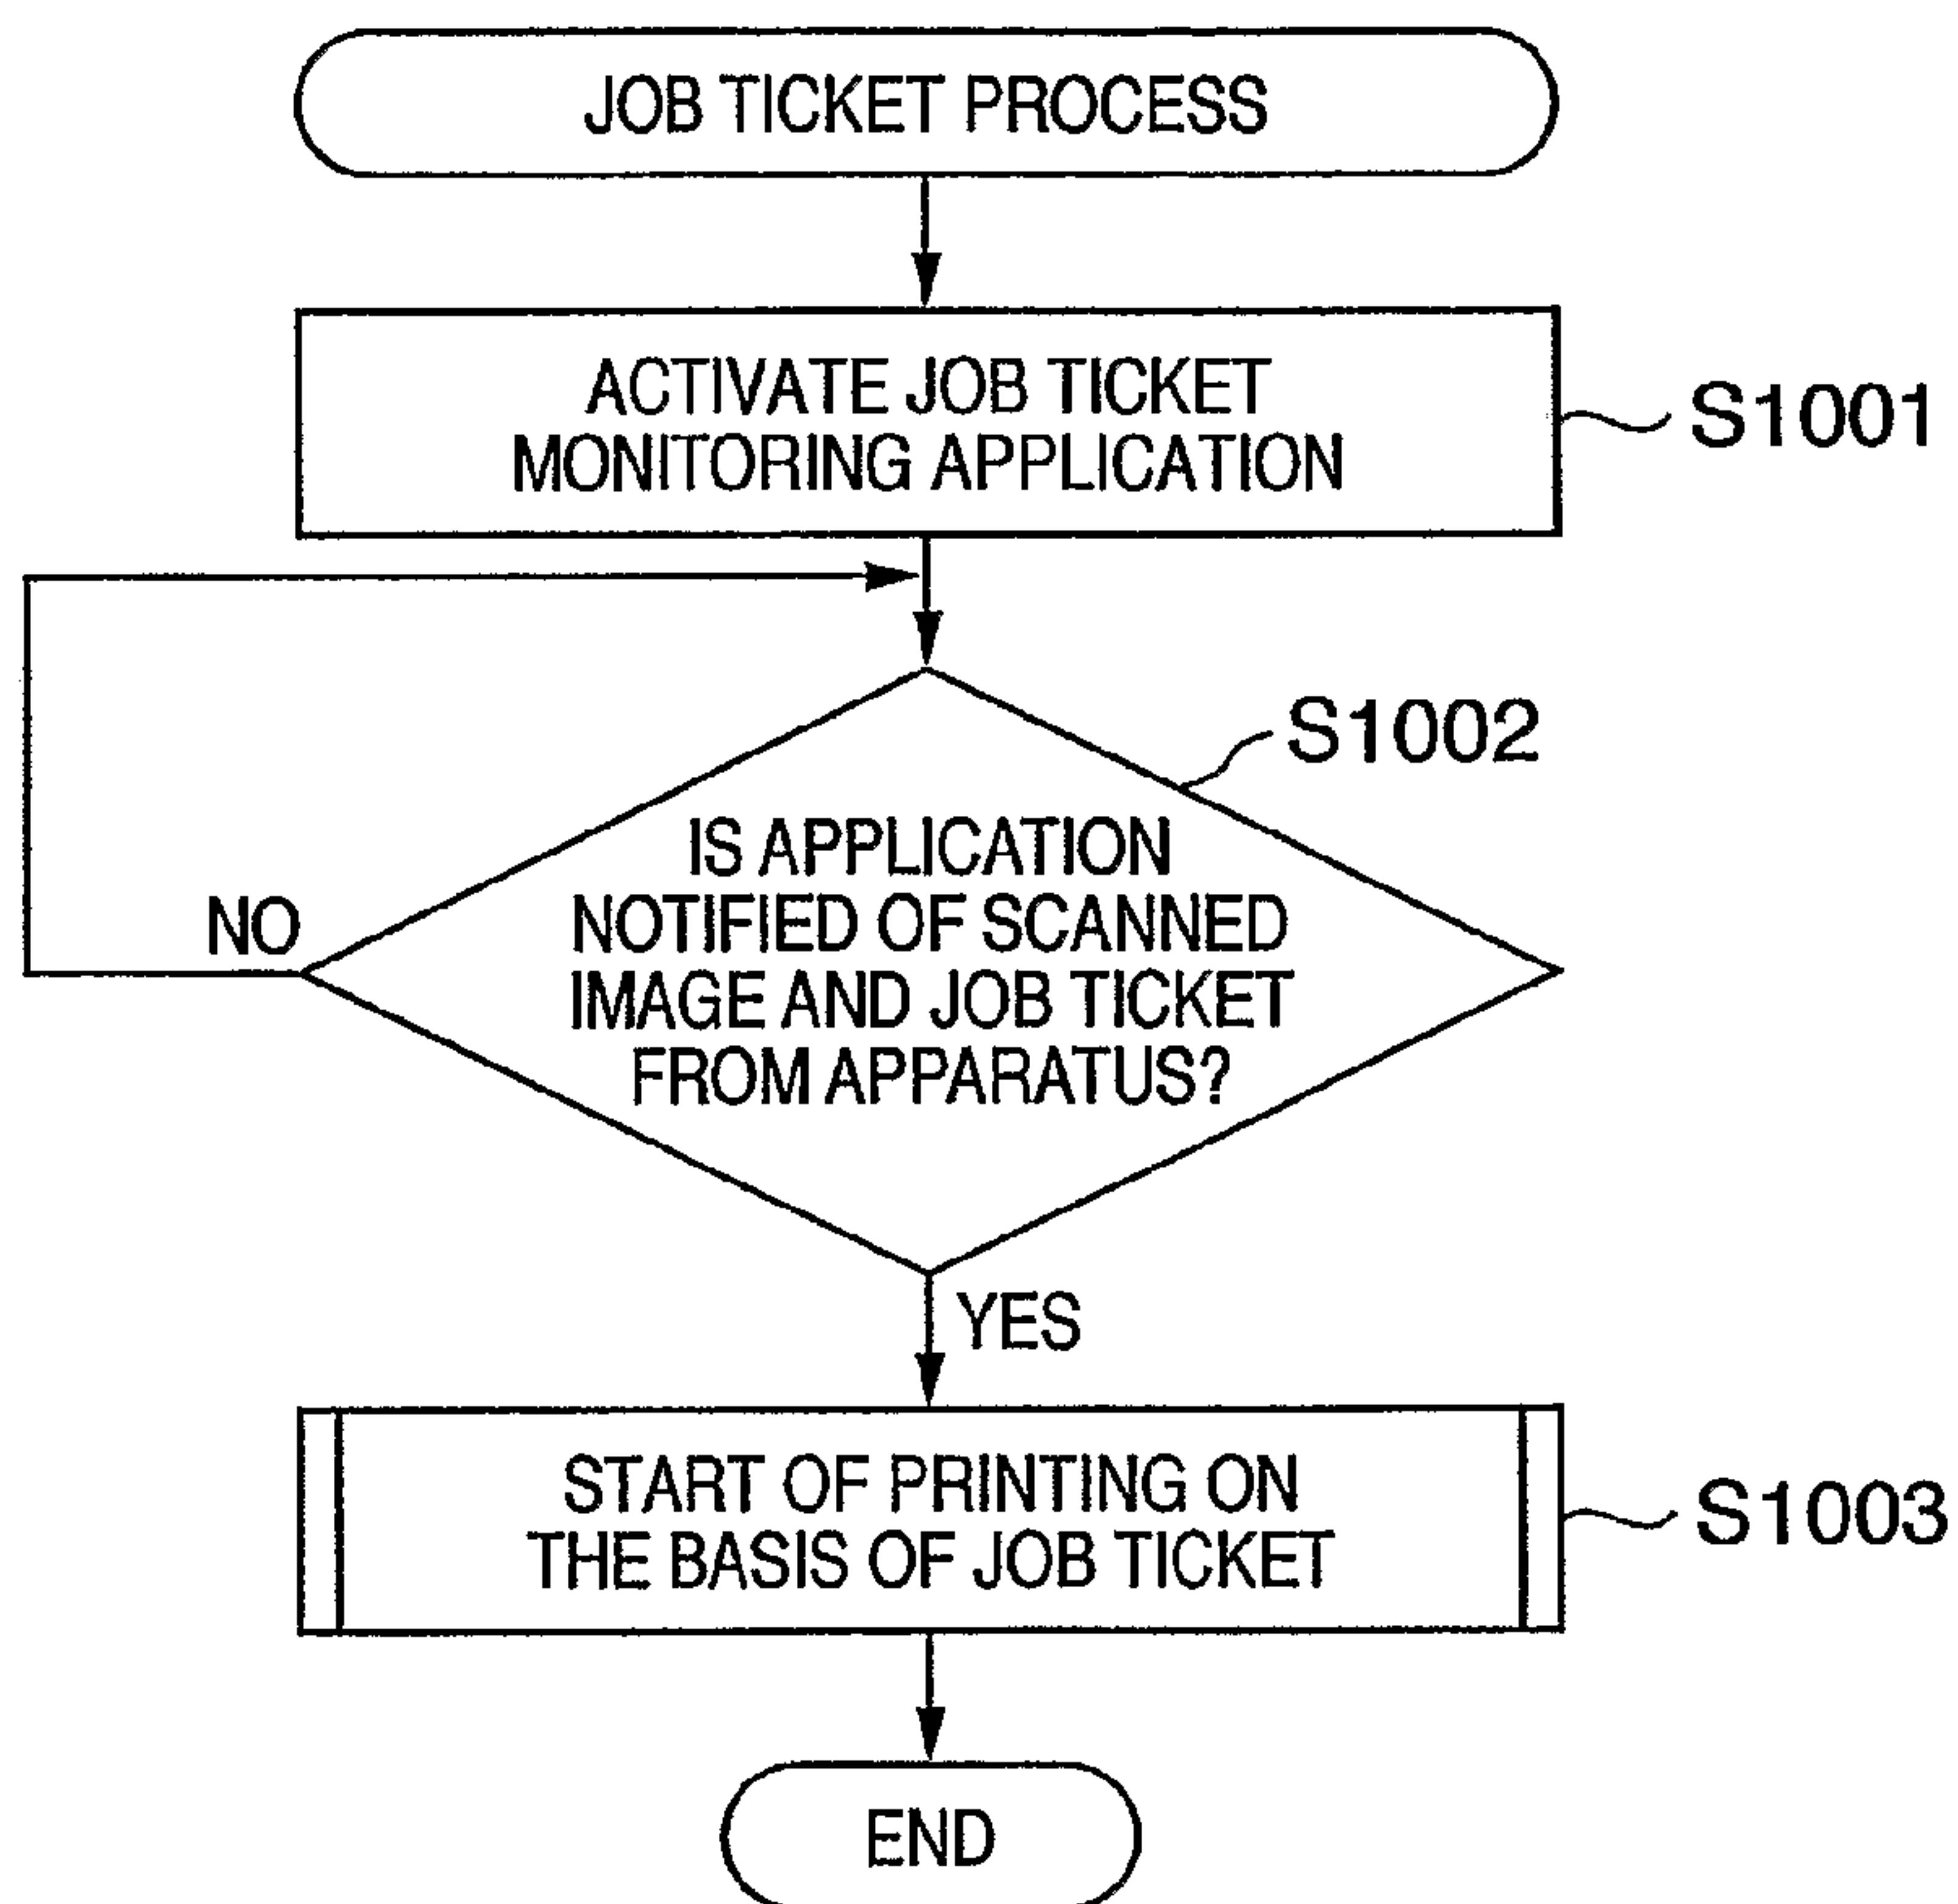 JOB TICKET PROCESS
ACTIVATE JOB TICKET
MONITORING APPLICATION
S1001
S1002
IS APPLICATION
NOTIFIED OF SCANNED
IMAGE AND JOB TICKET
FROM APPARATUS?
NO
YES
START OF PRINTING ON
THE BASIS OF JOB TICKET
S1003
END